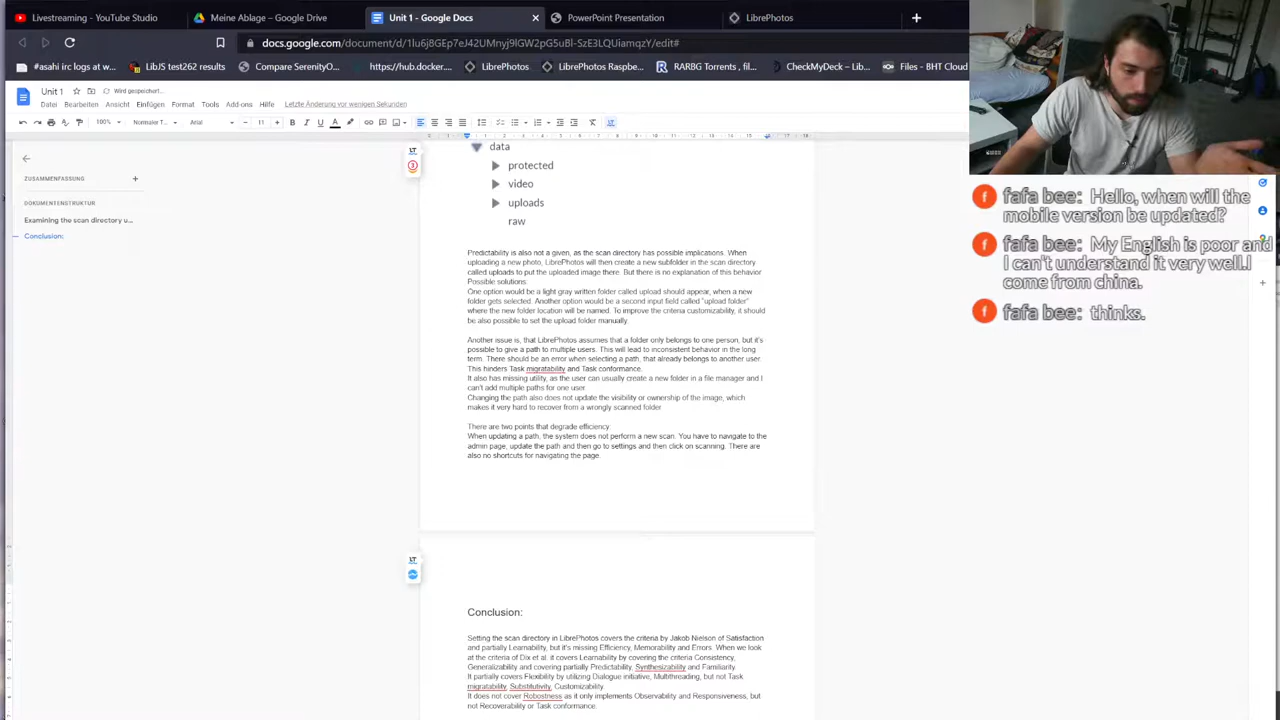 Livestreaming - YouTube Studio
Meine Ablage – Google Drive
Unit 1 - Google Docs
PowerPoint Presentation
LibrePhotos
docs.google.com/document/d/1lu6j8GEp7eJ42UMnyj9lGW2pG5uBl-SzE3LQUiamqzY/edit#
#asahi irc logs at w...
LibJS test262 results
Compare SerenityO...
https://hub.docker....
LibrePhotos
LibrePhotos Raspbe...
RARBG Torrents , fil...
CheckMyDeck – Lib...
Files - BHT Cloud
Unit 1
Wird gespeichert...
Datei Bearbeiten Ansicht Einfügen Format Tools Add-ons Hilfe Letzte Änderung vor wenigen Sekunden
100% Normaler T... Arial 11
ZUSAMMENFASSUNG
DOKUMENTENSTRUKTUR
Examining the scan directory u...
Conclusion:
data
protected
video
uploads
raw
Predictability is also not a given, as the scan directory has possible implications. When
uploading a new photo, LibrePhotos will then create a new subfolder in the scan directory
called uploads to put the uploaded image there. But there is no explanation of this behavior
Possible solutions:
One option would be a light gray written folder called upload should appear, when a new
folder gets selected. Another option would be a second input field called "upload folder"
where the new folder location will be named. To improve the criteria customizability, it should
be also possible to set the upload folder manually.
Another issue is, that LibrePhotos assumes that a folder only belongs to one person, but it's
possible to give a path to multiple users. This will lead to inconsistent behavior in the long
term. There should be an error when selecting a path, that already belongs to another user.
This hinders Task migratability and Task conformance.
It also has missing utility, as the user can usually create a new folder in a file manager and I
can't add multiple paths for one user.
Changing the path also does not update the visibility or ownership of the image, which
makes it very hard to recover from a wrongly scanned folder
There are two points that degrade efficiency:
When updating a path, the system does not perform a new scan. You have to navigate to the
admin page, update the path and then go to settings and then click on scanning. There are
also no shortcuts for navigating the page.
Conclusion:
Setting the scan directory in LibrePhotos covers the criteria by Jakob Nielson of Satisfaction
and partially Learnability, but it's missing Efficiency, Memorability and Errors. When we look
at the criteria of Dix et al. it covers Learnability by covering the criteria Consistency,
Generalizability and covering partially Predictability, Synthesizability and Familiarity.
It partially covers Flexibility by utilizing Dialogue initiative, Multithreading, but not Task
migratability, Substitutivity, Customizability.
It does not cover Robostness as it only implements Observability and Responsiveness, but
not Recoverability or Task conformance.
fafa bee: Hello, when will the
mobile version be updated?
fafa bee: My English is poor and
I can't understand it very well.I
come from china.
fafa bee: thinks.